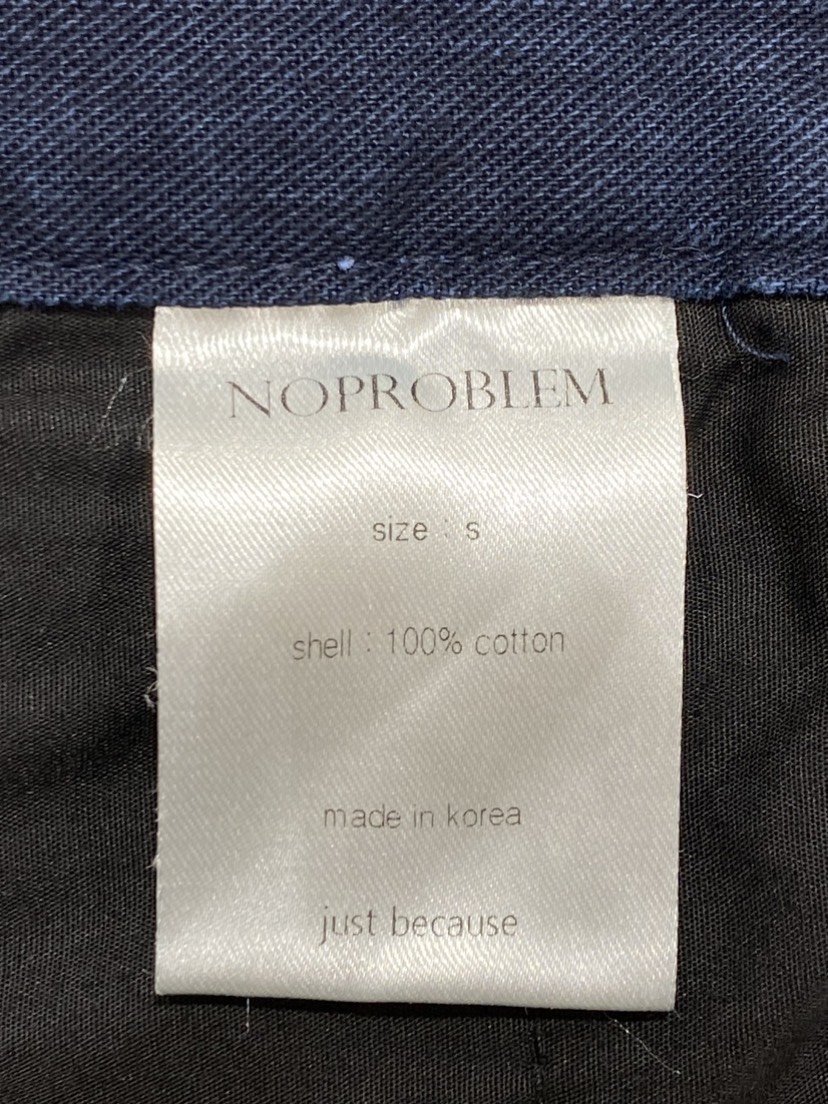 NOPROBLEM
size : s
shell : 100% cotton
made in korea
just because